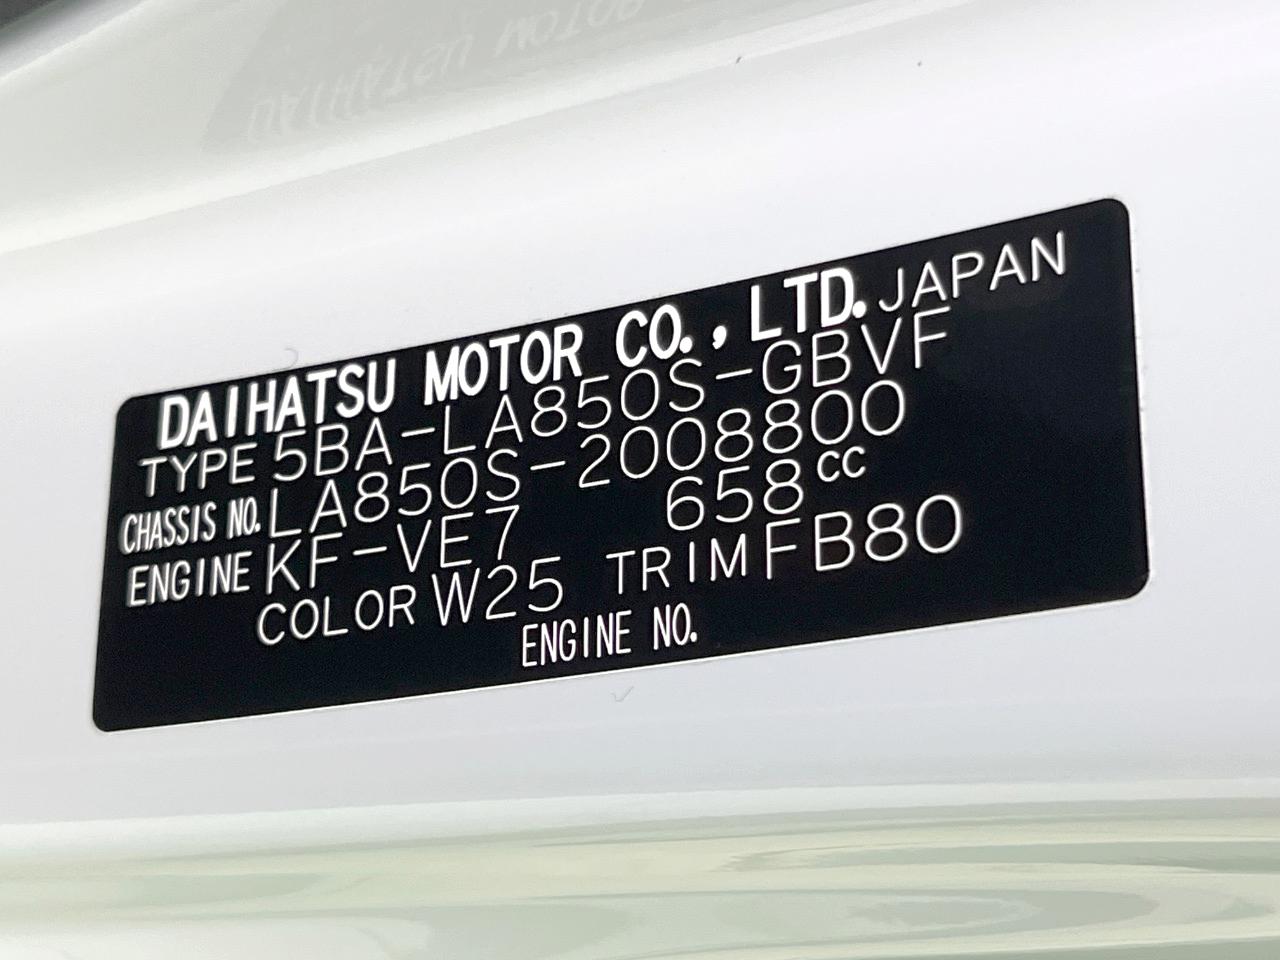 DAIHATSU MOTOR CO., LTD. JAPAN
TYPE 5BA-LA850S-GBVF
CHASSIS NO. LA850S-2008800
ENGINE KF-VE7 658cc
COLOR W25 TRIM FB80
ENGINE NO.